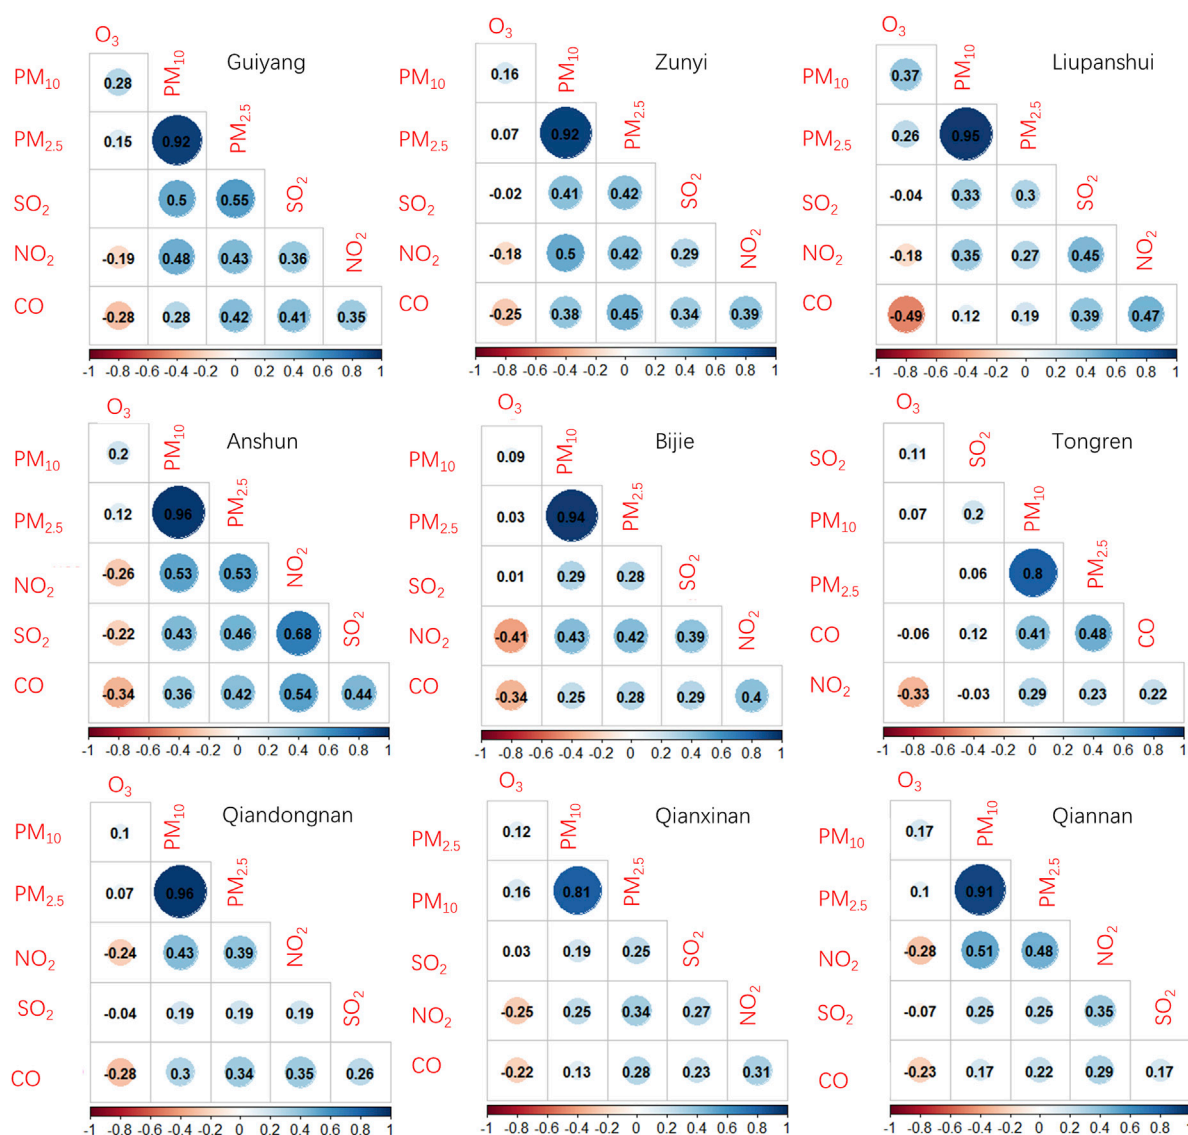 O3
Guiyang
PM10
PM10
0.28
PM2.5
PM2.5
0.15 0.92
SO2
SO2
0.5 0.55
NO2
NO2
-0.19 0.48 0.43 0.36
CO
-0.28 0.28 0.42 0.41 0.35
-1 -0.8 -0.6 -0.4 -0.2 0 0.2 0.4 0.6 0.8 1
O3
Zunyi
PM10
PM10
0.16
PM2.5
PM2.5
0.07 0.92
SO2
SO2
-0.02 0.41 0.42
NO2
NO2
-0.18 0.5 0.42 0.29
CO
-0.25 0.38 0.45 0.34 0.39
-1 -0.8 -0.6 -0.4 -0.2 0 0.2 0.4 0.6 0.8 1
O3
Liupanshui
PM10
PM10
0.37
PM2.5
PM2.5
0.26 0.95
SO2
SO2
-0.04 0.33 0.3
NO2
NO2
-0.18 0.35 0.27 0.45
CO
-0.49 0.12 0.19 0.39 0.47
-1 -0.8 -0.6 -0.4 -0.2 0 0.2 0.4 0.6 0.8 1
O3
Anshun
PM10
PM10
0.2
PM2.5
PM2.5
0.12 0.96
NO2
NO2
-0.26 0.53 0.53
SO2
SO2
-0.22 0.43 0.46 0.68
CO
-0.34 0.36 0.42 0.54 0.44
-1 -0.8 -0.6 -0.4 -0.2 0 0.2 0.4 0.6 0.8 1
O3
Bijie
PM10
PM10
0.09
PM2.5
PM2.5
0.03 0.94
SO2
SO2
0.01 0.29 0.28
NO2
NO2
-0.41 0.43 0.42 0.39
CO
-0.34 0.25 0.28 0.29 0.4
-1 -0.8 -0.6 -0.4 -0.2 0 0.2 0.4 0.6 0.8 1
O3
Tongren
SO2
SO2
0.11
PM10
PM10
0.07 0.2
PM2.5
PM2.5
0.06 0.8
CO
CO
-0.06 0.12 0.41 0.48
NO2
-0.33 -0.03 0.29 0.23 0.22
-1 -0.8 -0.6 -0.4 -0.2 0 0.2 0.4 0.6 0.8 1
O3
Qiandongnan
PM10
PM10
0.1
PM2.5
PM2.5
0.07 0.96
NO2
NO2
-0.24 0.43 0.39
SO2
SO2
-0.04 0.19 0.19 0.19
CO
-0.28 0.3 0.34 0.35 0.26
-1 -0.8 -0.6 -0.4 -0.2 0 0.2 0.4 0.6 0.8 1
O3
Qianxinan
PM2.5
PM10
0.12
PM10
PM2.5
0.16 0.81
SO2
SO2
0.03 0.19 0.25
NO2
NO2
-0.25 0.25 0.34 0.27
CO
-0.22 0.13 0.28 0.23 0.31
-1 -0.8 -0.6 -0.4 -0.2 0 0.2 0.4 0.6 0.8 1
O3
Qiannan
PM10
PM10
0.17
PM2.5
PM2.5
0.1 0.91
NO2
NO2
-0.28 0.51 0.48
SO2
SO2
-0.07 0.25 0.25 0.35
CO
-0.23 0.17 0.22 0.29 0.17
-1 -0.8 -0.6 -0.4 -0.2 0 0.2 0.4 0.6 0.8 1